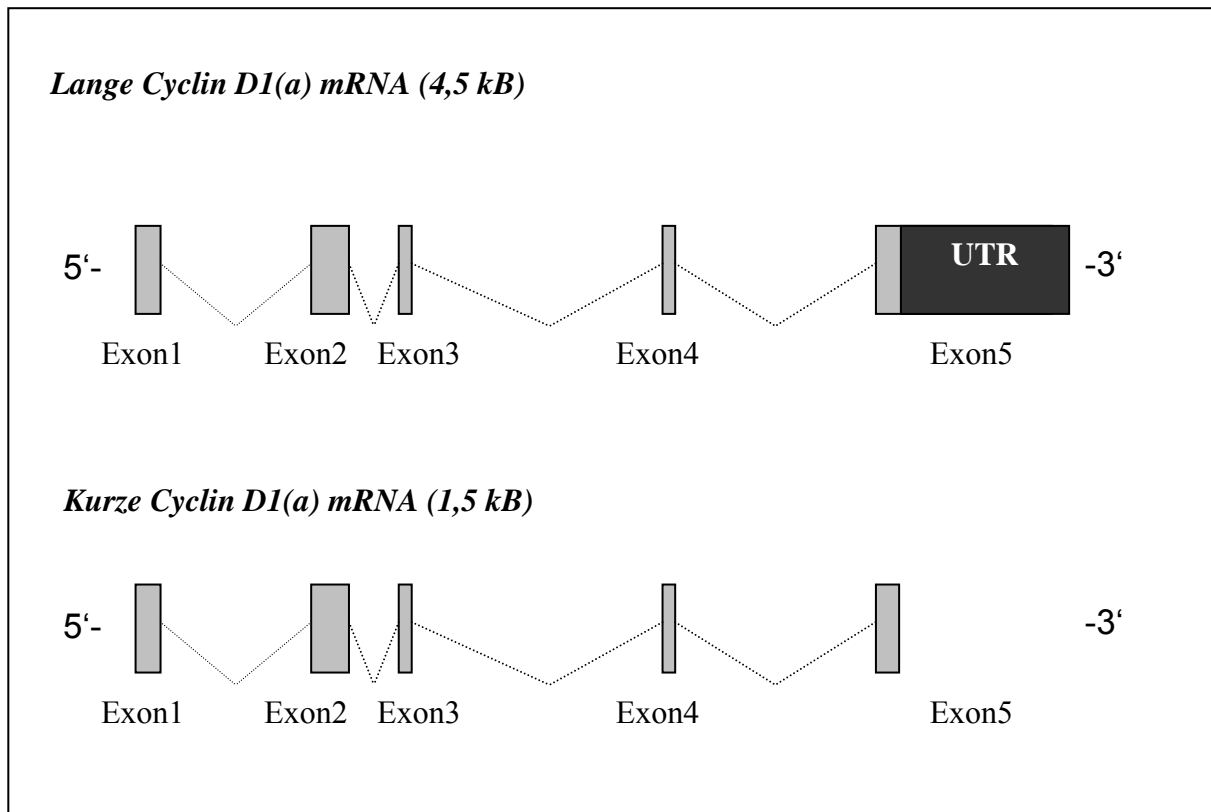 Lange Cyclin D1(a) mRNA (4,5 kB)
5‘- UTR -3‘
Exon1 Exon2 Exon3 Exon4 Exon5
Kurze Cyclin D1(a) mRNA (1,5 kB)
5‘- -3‘
Exon1 Exon2 Exon3 Exon4 Exon5